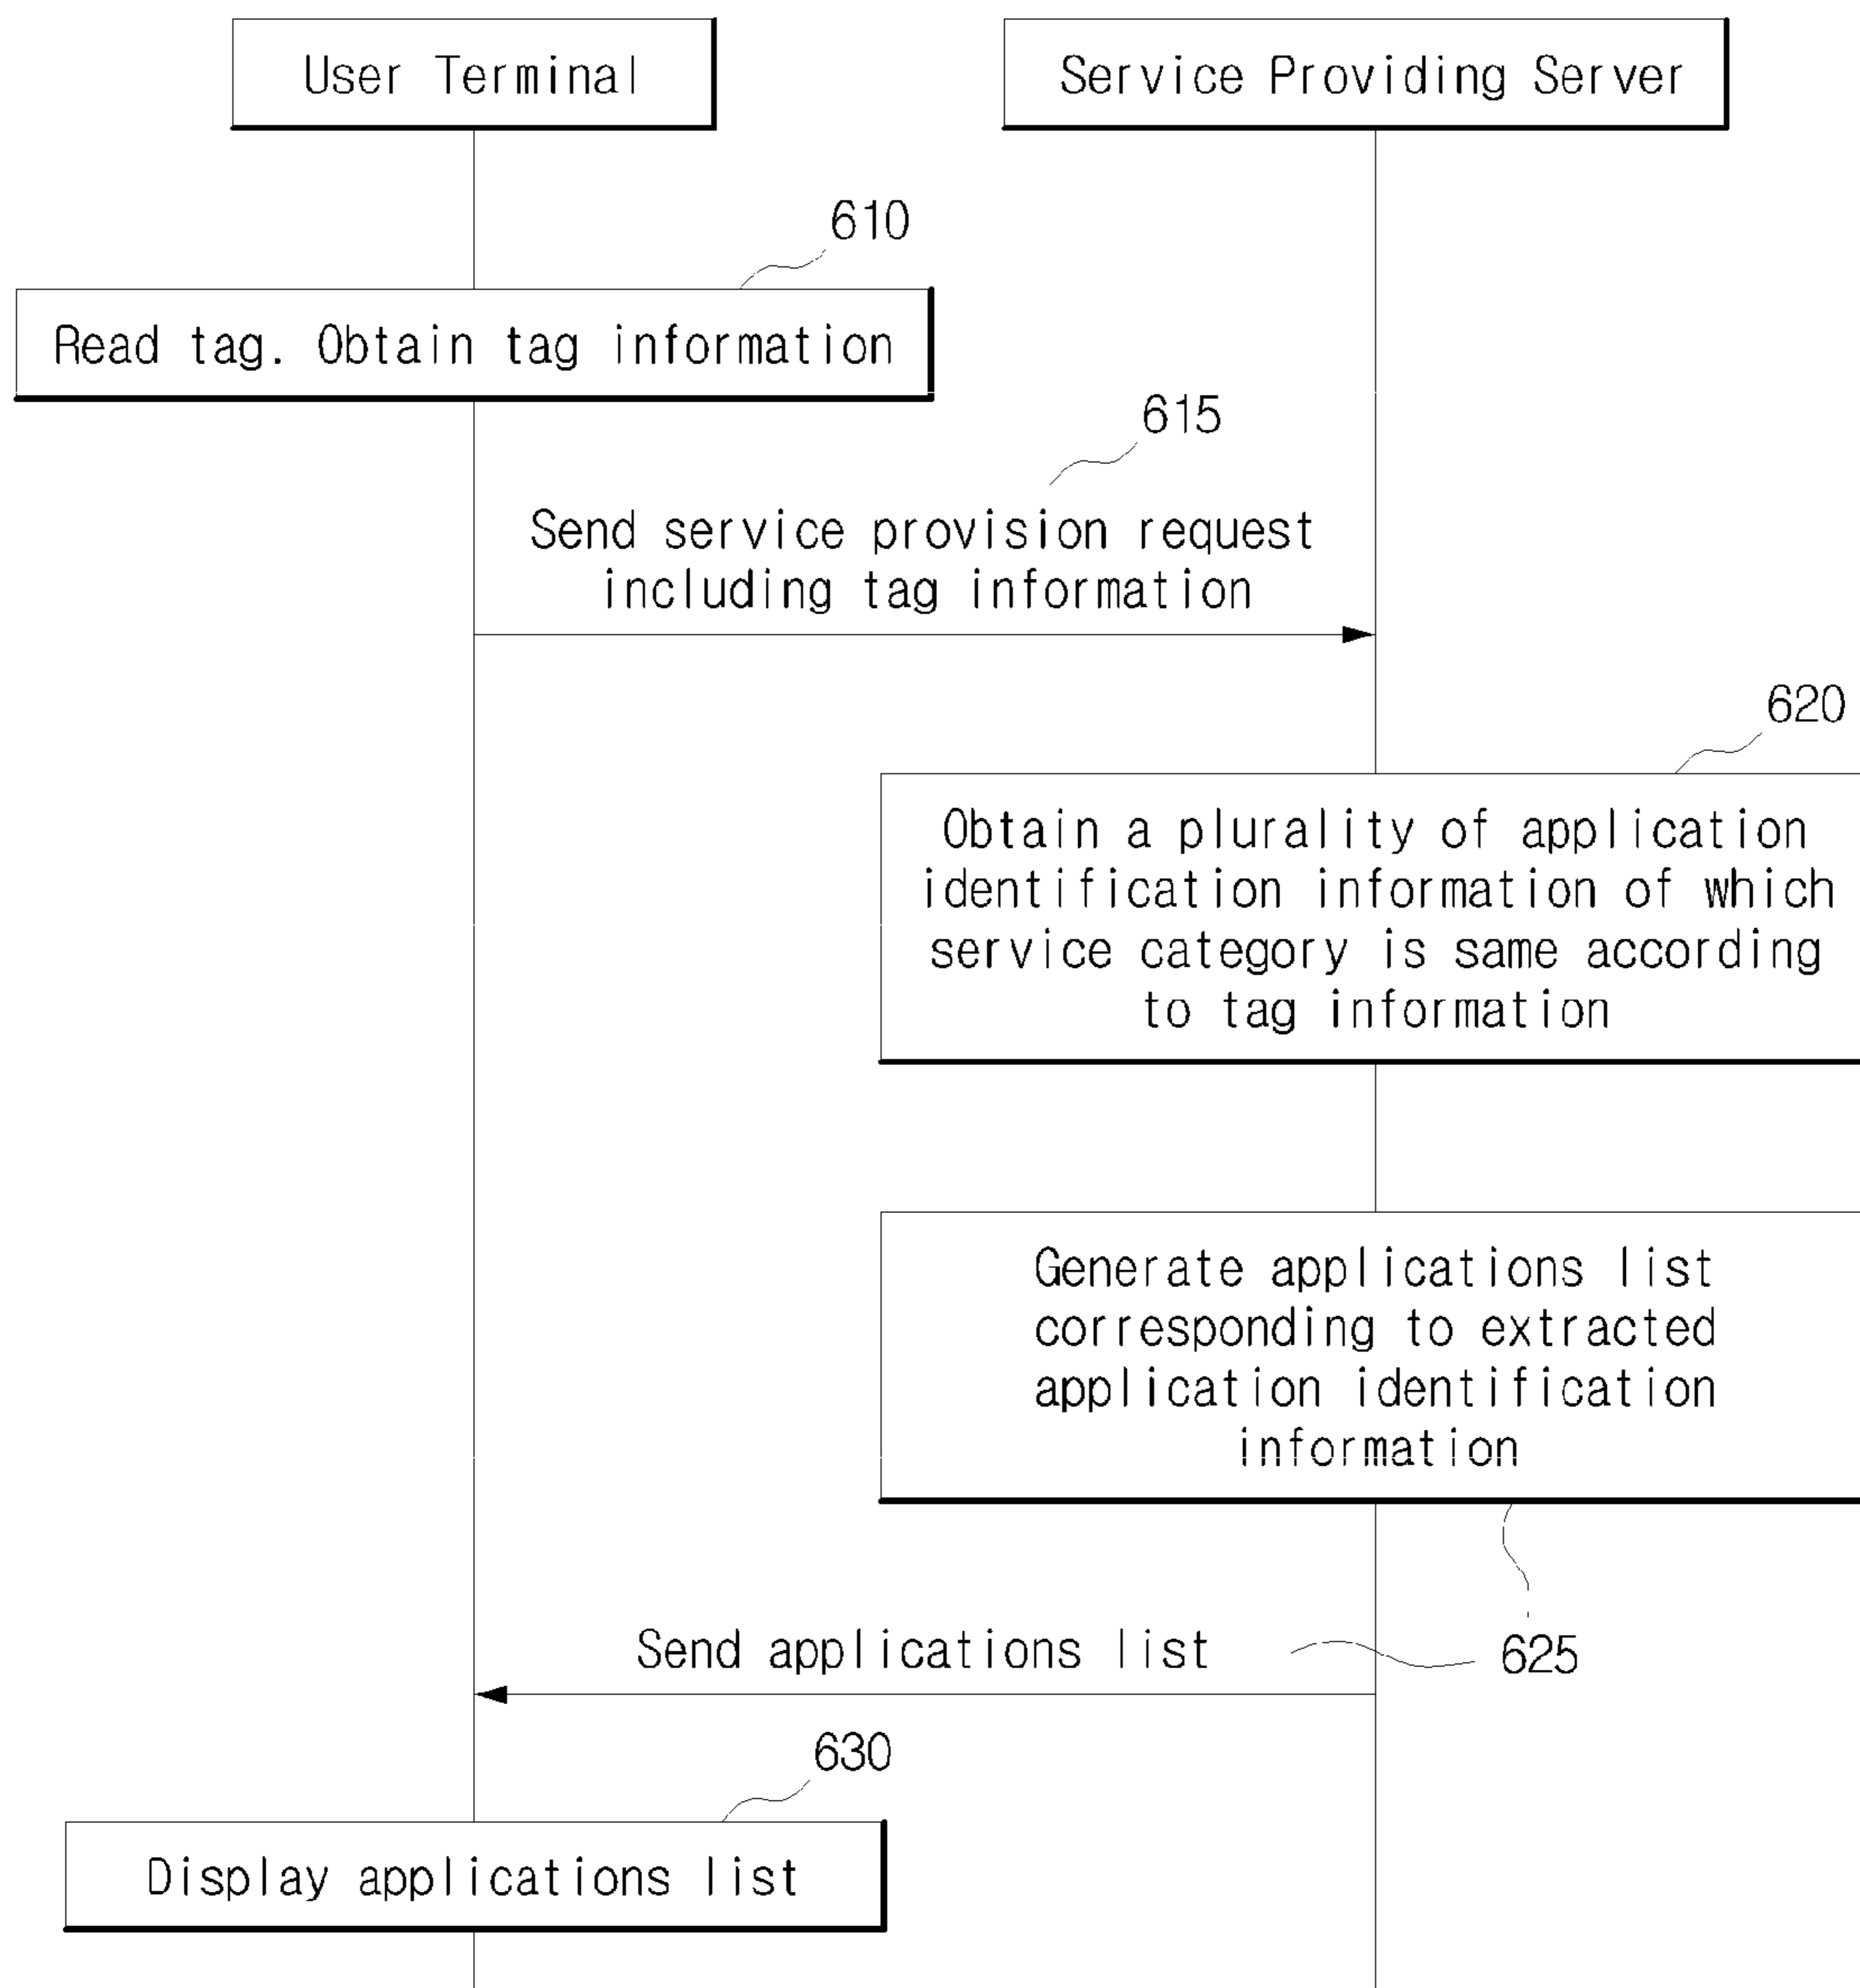 User Terminal
Service Providing Server
610
Read tag. Obtain tag information
615
Send service provision request
including tag information
620
Obtain a plurality of application
identification information of which
service category is same according
to tag information
Generate applications list
corresponding to extracted
application identification
information
Send applications list
625
630
Display applications list